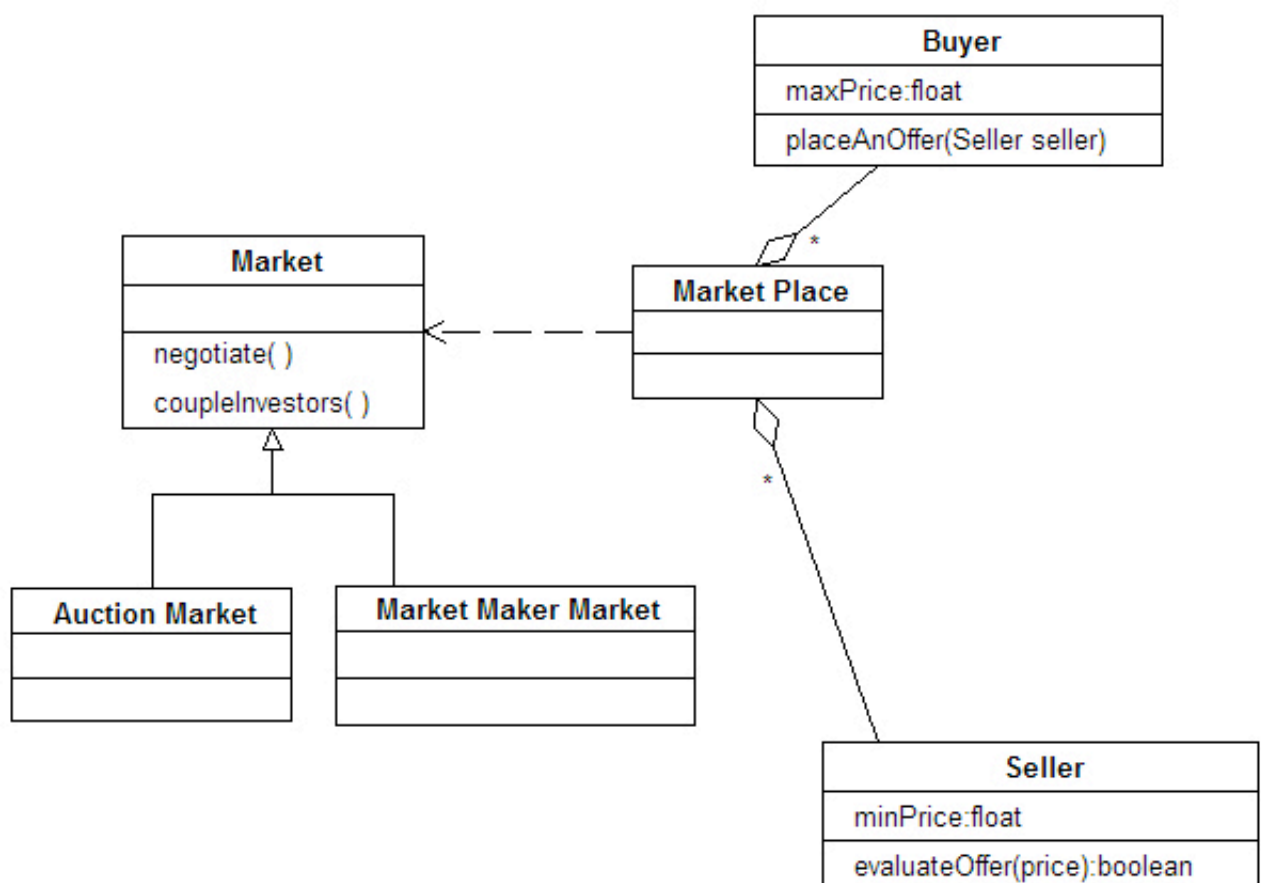 Buyer
maxPrice:float
placeAnOffer(Seller seller)
*
Market
negotiate( )
coupleInvestors( )
Market Place
*
Auction Market
Market Maker Market
Seller
minPrice:float
evaluateOffer(price):boolean